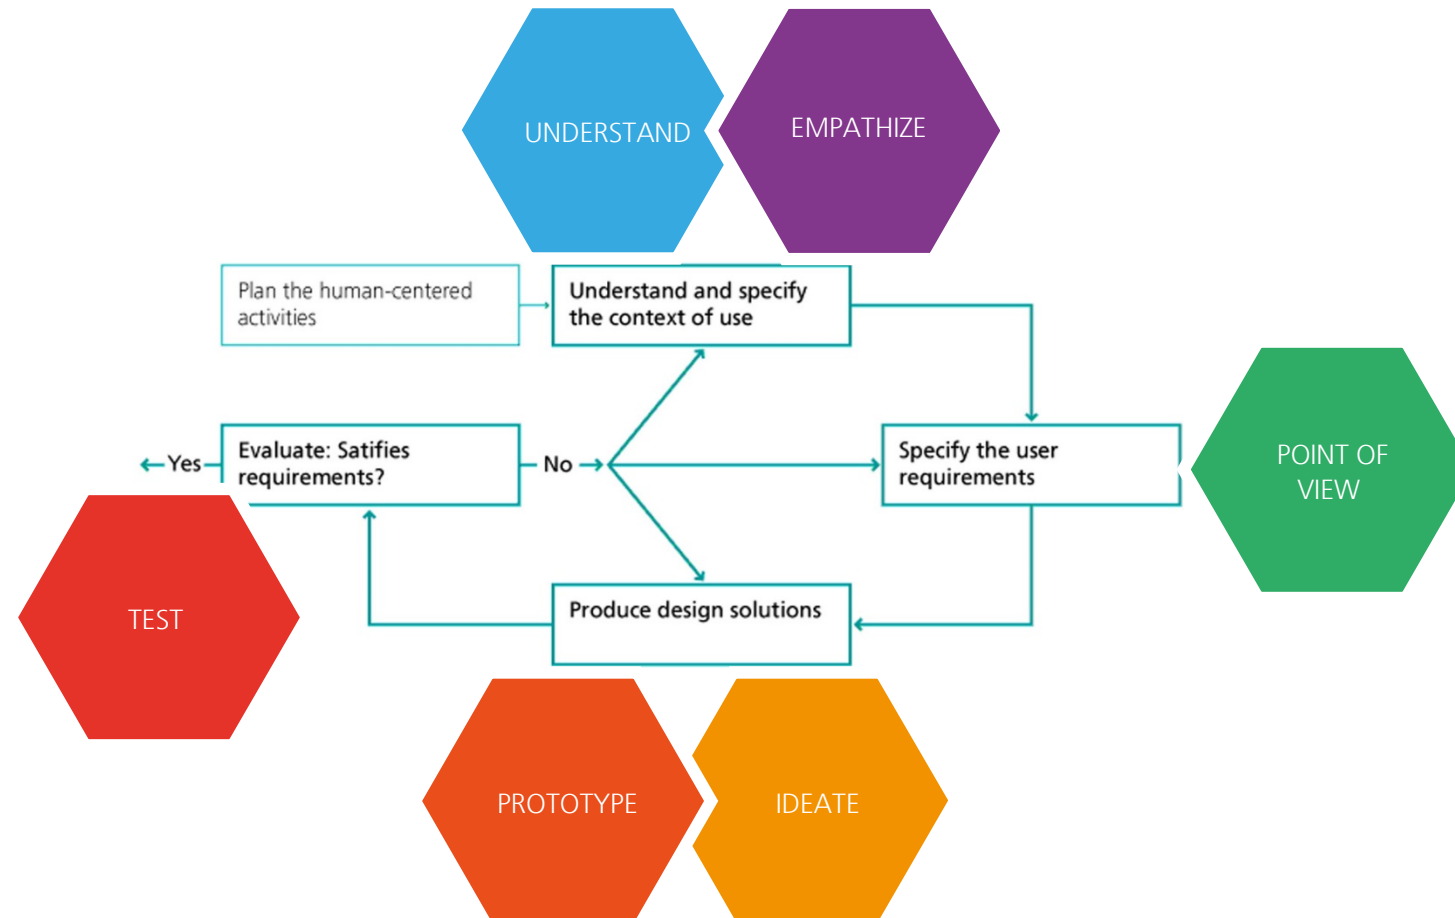 UNDERSTAND
EMPATHIZE
Plan the human-centered
activities
Understand and specify
the context of use
Yes
Evaluate: Satifies
requirements?
No
Specify the user
requirements
POINT OF
VIEW
TEST
Produce design solutions
PROTOTYPE
IDEATE